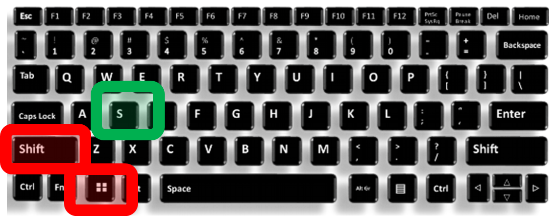 Esc F1 F2 F3 F4 F5 F6 F7 F8 F9 F10 F11 F12 PrtSc SysRq Pause Break Del Home
~ ! 1 @ 2 # 3 $ 4 % 5 ^ 6 & 7 * 8 ( 9 ) 0 - + = Backspace
Tab Q W E R T Y U I O P { [ } ] | \
Caps Lock A S F G H J K L : ; Enter
Shift Z X C V B N M < , > . ? / Shift
Ctrl Fn Space Alt Gr Ctrl